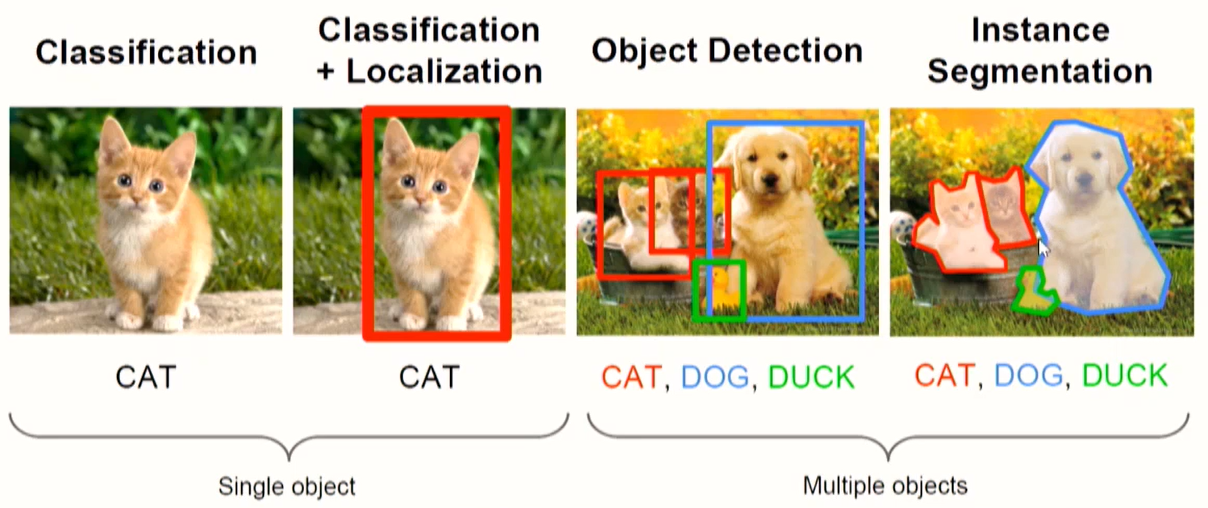 Classification
Classification
+ Localization
Object Detection
Instance
Segmentation
CAT
CAT
CAT, DOG, DUCK
CAT, DOG, DUCK
Single object
Multiple objects